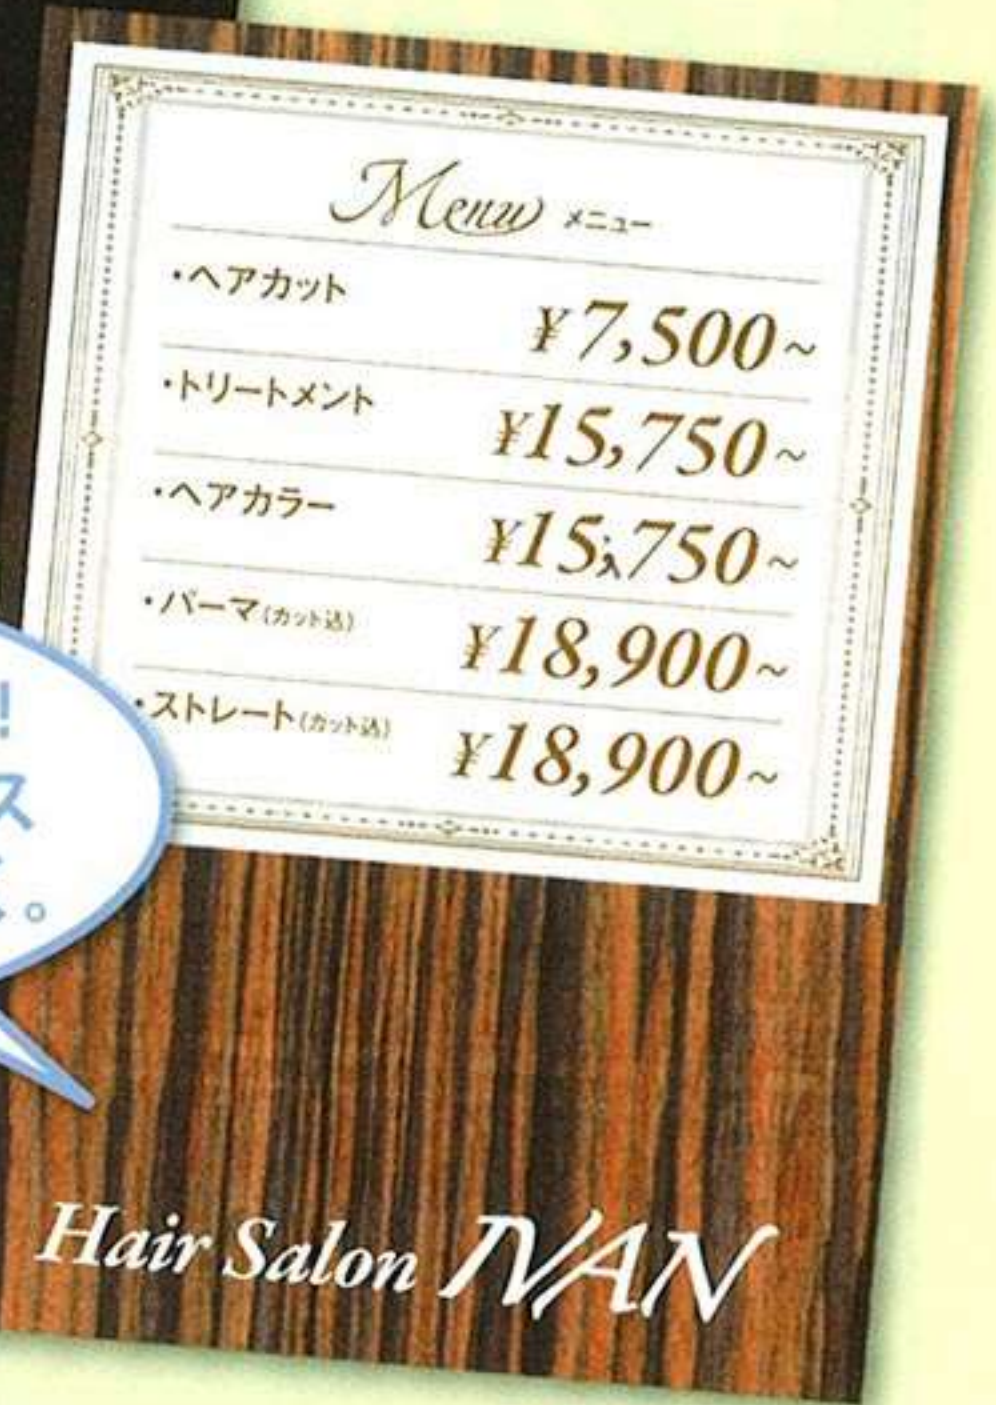 Menu メニュー
・ヘアカット
¥7,500~
・トリートメント
¥15,750~
・ヘアカラー
¥15,750~
・パーマ(カット込)
¥18,900~
・ストレート(カット込)
¥18,900~
!
ス
。
Hair Salon IVAN